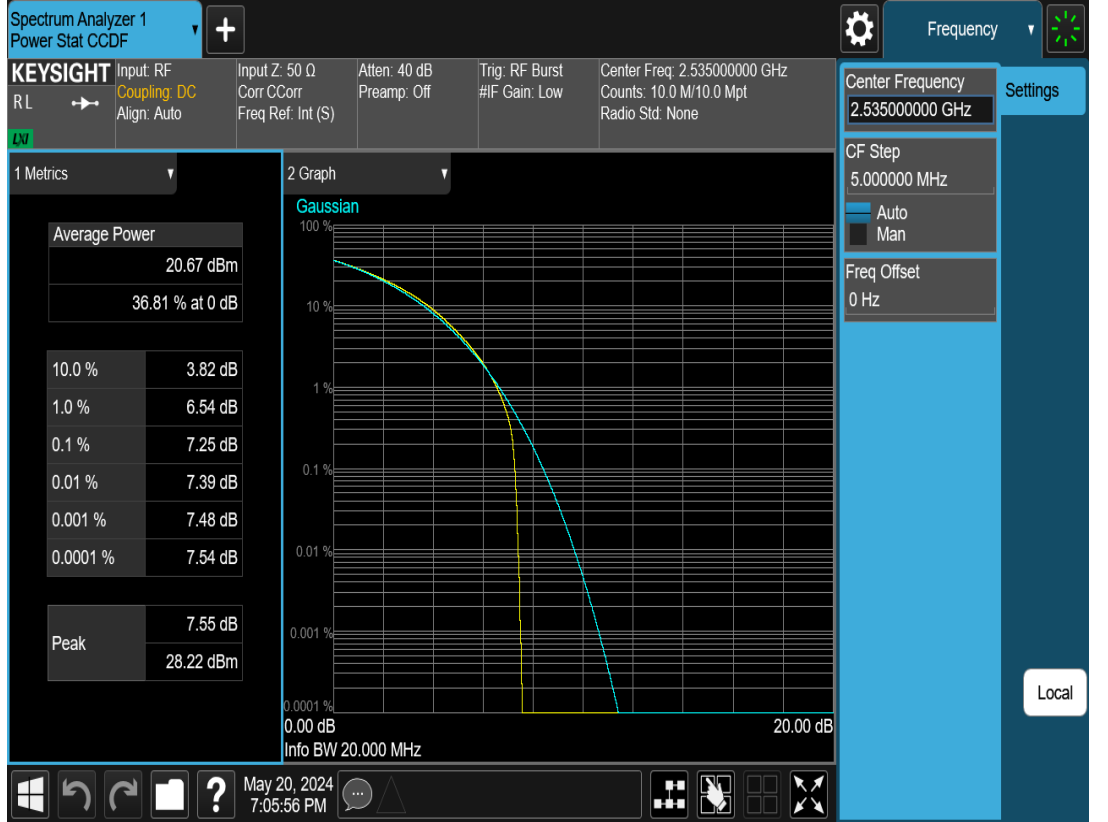 Spectrum Analyzer 1
Power Stat CCDF
+
Frequency
KEYSIGHT
RL
LXI
Input: RF
Coupling: DC
Align: Auto
Input Z: 50 Ω
Corr CCorr
Freq Ref: Int (S)
Atten: 40 dB
Preamp: Off
Trig: RF Burst
#IF Gain: Low
Center Freq: 2.535000000 GHz
Counts: 10.0 M/10.0 Mpt
Radio Std: None
Center Frequency
2.535000000 GHz
Settings
CF Step
5.000000 MHz
Auto
Man
Freq Offset
0 Hz
Local
1 Metrics
Average Power
20.67 dBm
36.81 % at 0 dB
10.0 % 3.82 dB
1.0 % 6.54 dB
0.1 % 7.25 dB
0.01 % 7.39 dB
0.001 % 7.48 dB
0.0001 % 7.54 dB
Peak 7.55 dB
28.22 dBm
2 Graph
Gaussian
100 %
10 %
1 %
0.1 %
0.01 %
0.001 %
0.0001 %
0.00 dB 20.00 dB
Info BW 20.000 MHz
?
May 20, 2024
7:05:56 PM